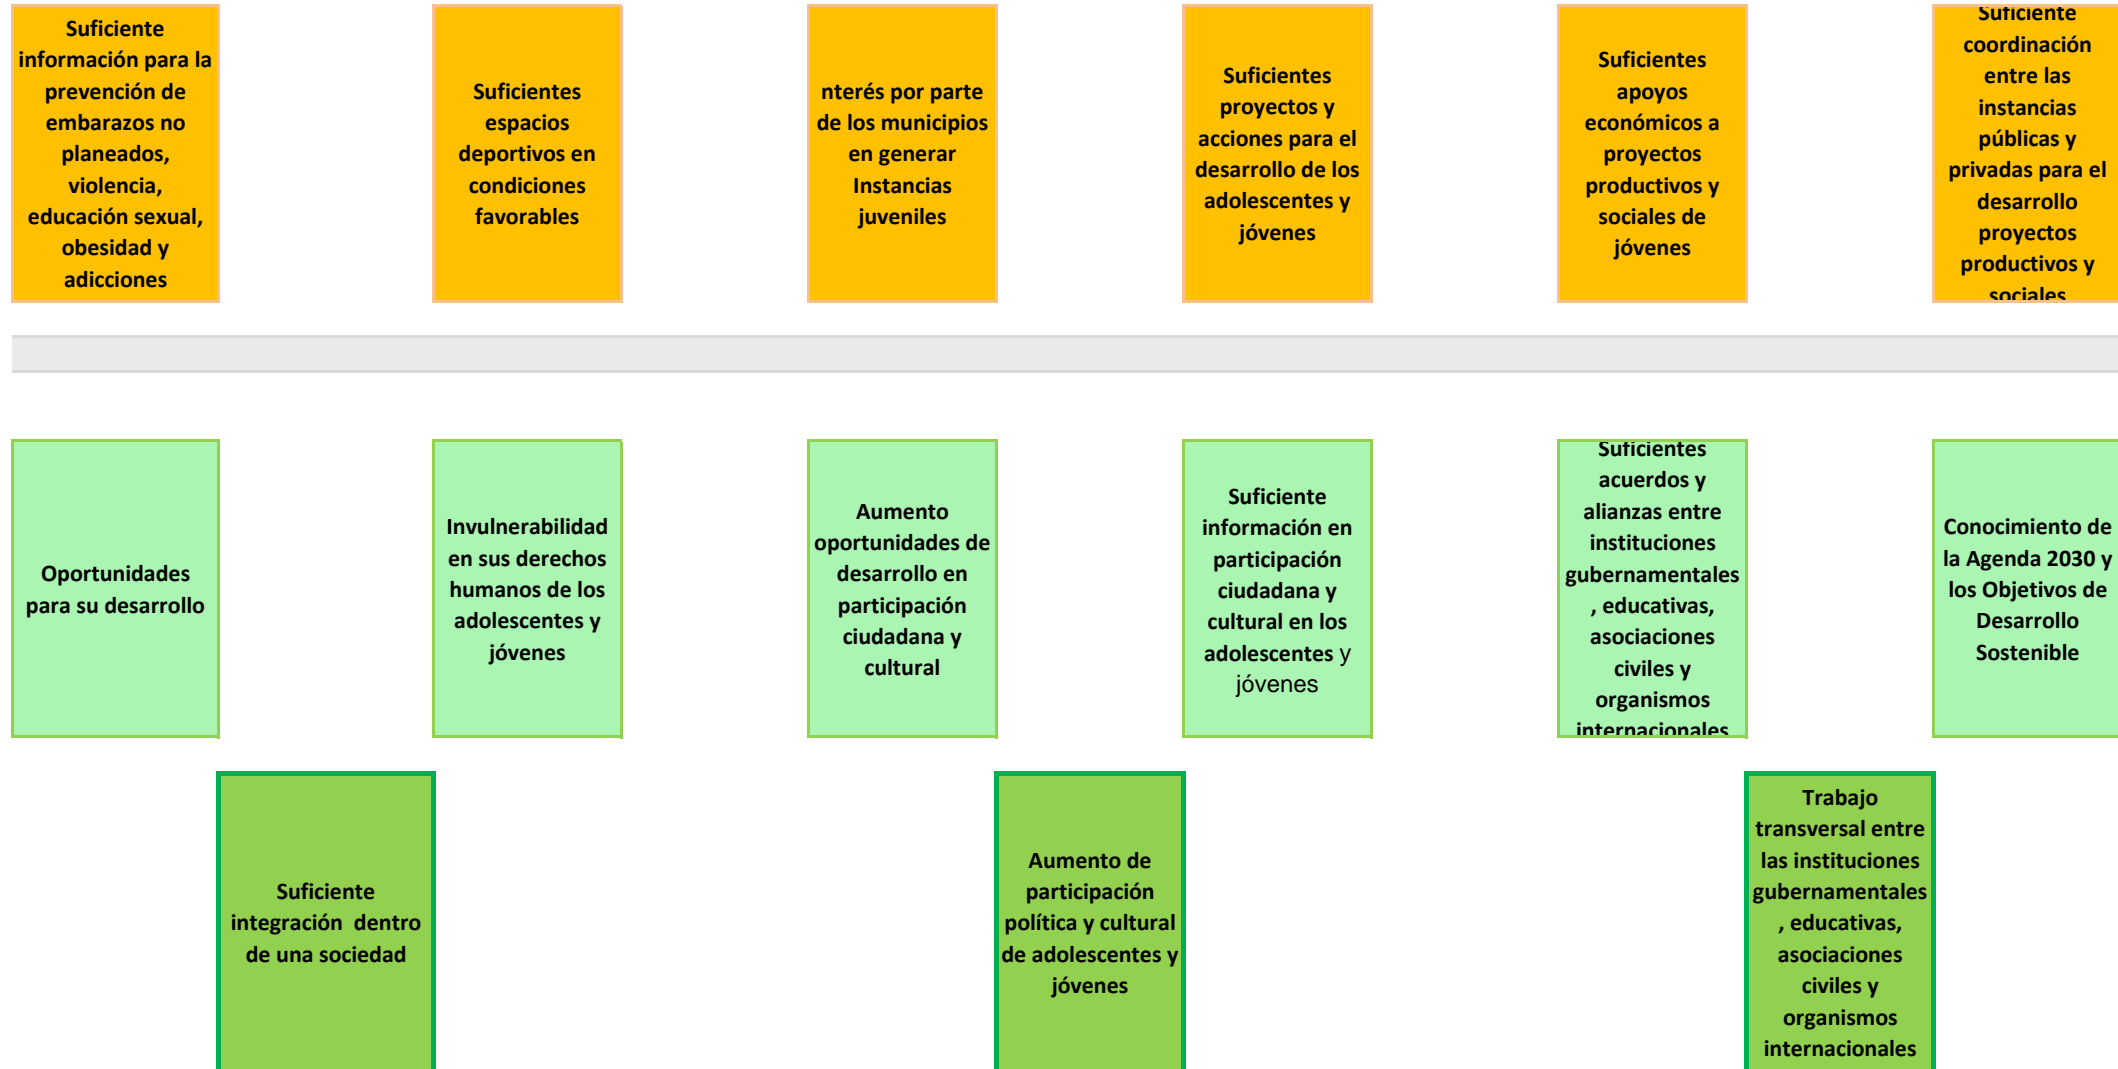 Suficiente
información para la
prevención de
embarazos no
planeados,
violencia,
educación sexual,
obesidad y
adicciones
Suficientes
espacios
deportivos en
condiciones
favorables
nterés por parte
de los municipios
en generar
Instancias
juveniles
Suficientes
proyectos y
acciones para el
desarrollo de los
adolescentes y
jóvenes
Suficientes
apoyos
económicos a
proyectos
productivos y
sociales de
jóvenes
Suficiente
coordinación
entre las
instancias
públicas y
privadas para el
desarrollo
proyectos
productivos y
sociales
Oportunidades
para su desarrollo
Invulnerabilidad
en sus derechos
humanos de los
adolescentes y
jóvenes
Aumento
oportunidades de
desarrollo en
participación
ciudadana y
cultural
Suficiente
información en
participación
ciudadana y
cultural en los
adolescentes y
jóvenes
Suficientes
acuerdos y
alianzas entre
instituciones
gubernamentales
, educativas,
asociaciones
civiles y
organismos
internacionales
Conocimiento de
la Agenda 2030 y
los Objetivos de
Desarrollo
Sostenible
Suficiente
integración  dentro
de una sociedad
Aumento de
participación
política y cultural
de adolescentes y
jóvenes
Trabajo
transversal entre
las instituciones
gubernamentales
, educativas,
asociaciones
civiles y
organismos
internacionales